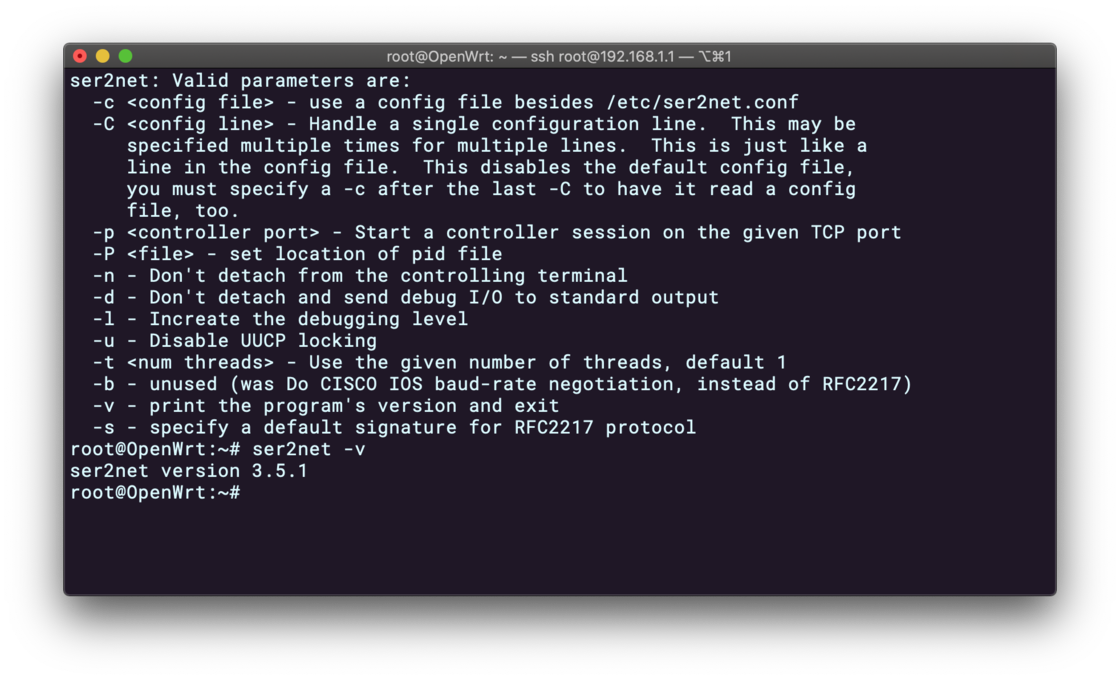 root@OpenWrt: ~ — ssh root@192.168.1.1 — ⌥⌘1
ser2net: Valid parameters are:
  -c <config file> - use a config file besides /etc/ser2net.conf
  -C <config line> - Handle a single configuration line.  This may be
     specified multiple times for multiple lines.  This is just like a
     line in the config file.  This disables the default config file,
     you must specify a -c after the last -C to have it read a config
     file, too.
  -p <controller port> - Start a controller session on the given TCP port
  -P <file> - set location of pid file
  -n - Don't detach from the controlling terminal
  -d - Don't detach and send debug I/O to standard output
  -l - Increate the debugging level
  -u - Disable UUCP locking
  -t <num threads> - Use the given number of threads, default 1
  -b - unused (was Do CISCO IOS baud-rate negotiation, instead of RFC2217)
  -v - print the program's version and exit
  -s - specify a default signature for RFC2217 protocol
root@OpenWrt:~# ser2net -v
ser2net version 3.5.1
root@OpenWrt:~#